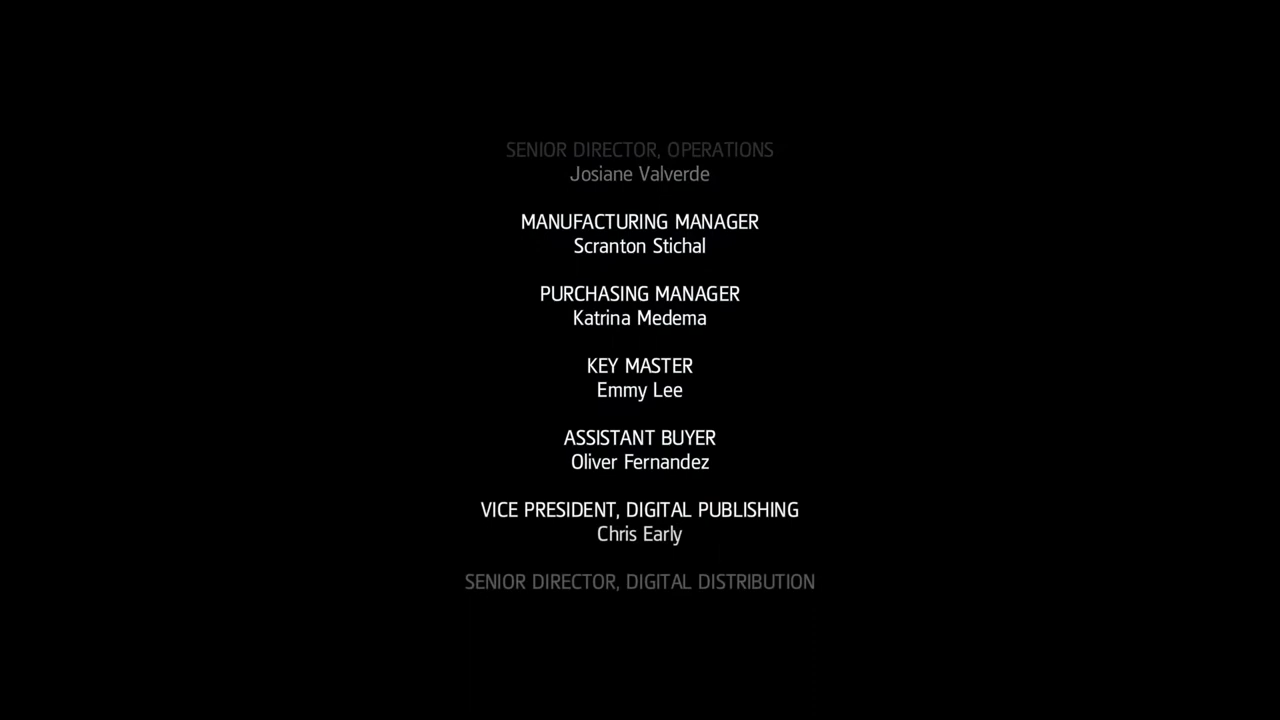 SENIOR DIRECTOR, OPERATIONS
Josiane Valverde
MANUFACTURING MANAGER
Scranton Stichal
PURCHASING MANAGER
Katrina Medema
KEY MASTER
Emmy Lee
ASSISTANT BUYER
Oliver Fernandez
VICE PRESIDENT, DIGITAL PUBLISHING
Chris Early
SENIOR DIRECTOR, DIGITAL DISTRIBUTION